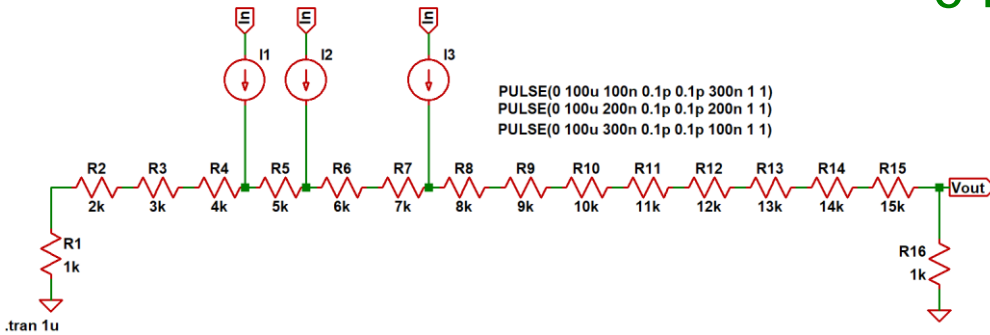 In In In
I1 I2 I3
PULSE(0 100u 100n 0.1p 0.1p 300n 1 1)
PULSE(0 100u 200n 0.1p 0.1p 200n 1 1)
PULSE(0 100u 300n 0.1p 0.1p 100n 1 1)
R2 R3 R4 R5 R6 R7 R8 R9 R10 R11 R12 R13 R14 R15
Vout
2k 3k 4k 5k 6k 7k 8k 9k 10k 11k 12k 13k 14k 15k
R1 R16
1k 1k
.tran 1u